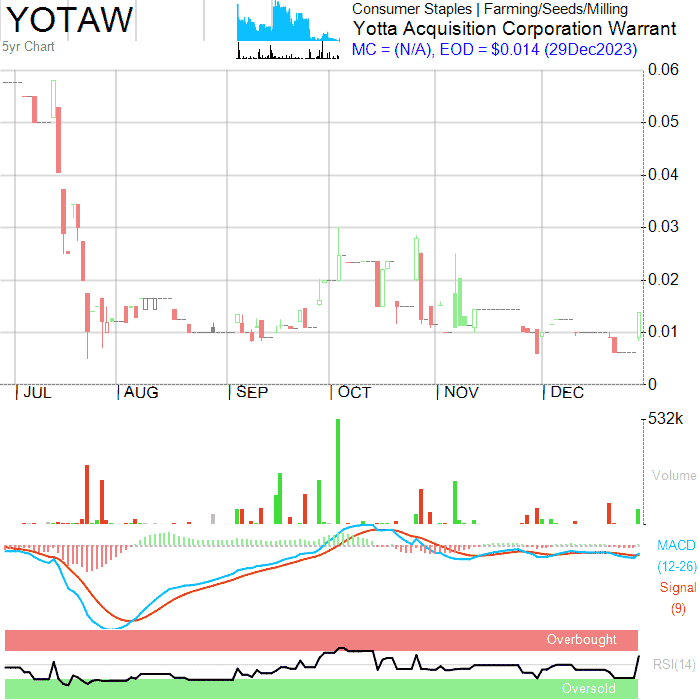 YOTAW
5yr Chart
Consumer Staples | Farming/Seeds/Milling
Yotta Acquisition Corporation Warrant
MC = (N/A), EOD = $0.014 (29Dec2023)
0.06
0.05
0.04
0.03
0.02
0.01
0
JUL AUG SEP OCT NOV DEC
532k
Volume
MACD
(12-26)
Signal
(9)
Overbought
RSI(14)
Oversold